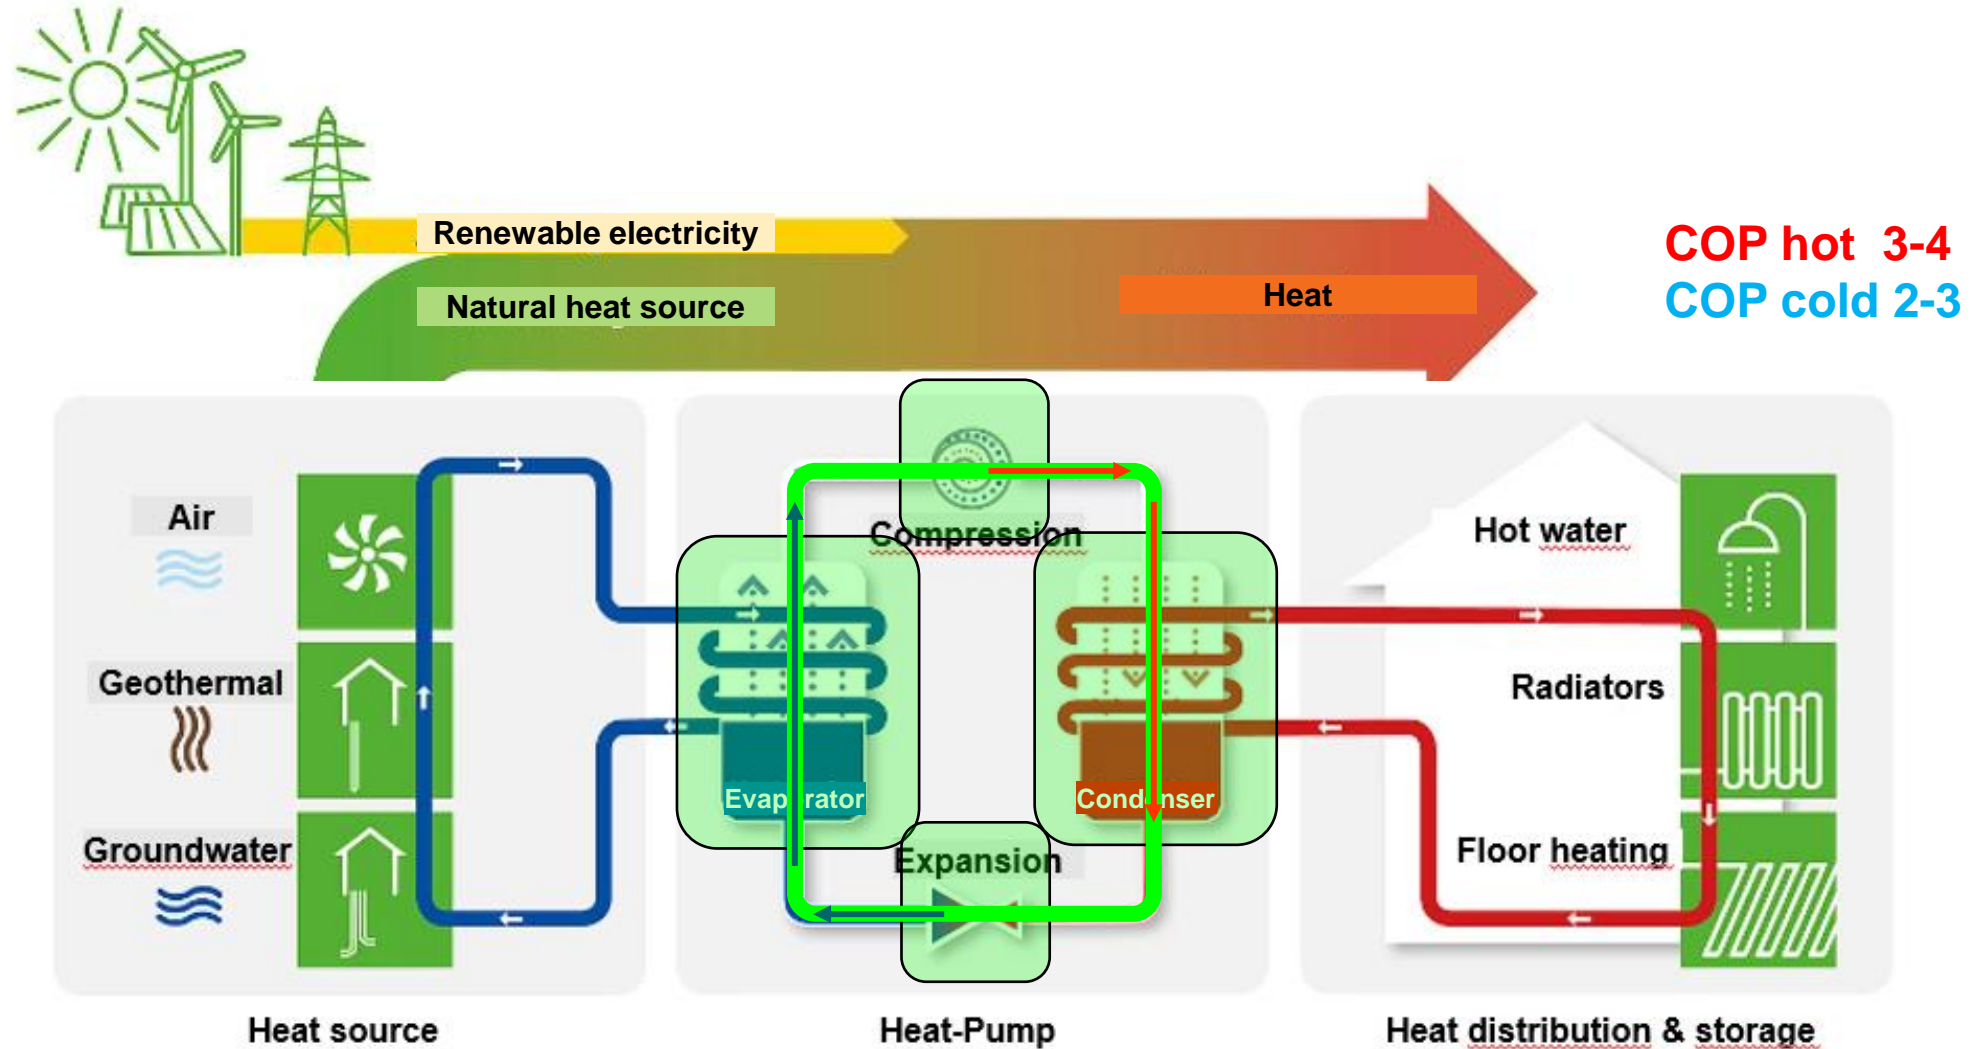 Renewable electricity
Natural heat source
Heat
COP hot 3-4
COP cold 2-3
Air
Geothermal
Groundwater
Compression
Evaporator
Condenser
Expansion
Hot water
Radiators
Floor heating
Heat source
Heat-Pump
Heat distribution & storage